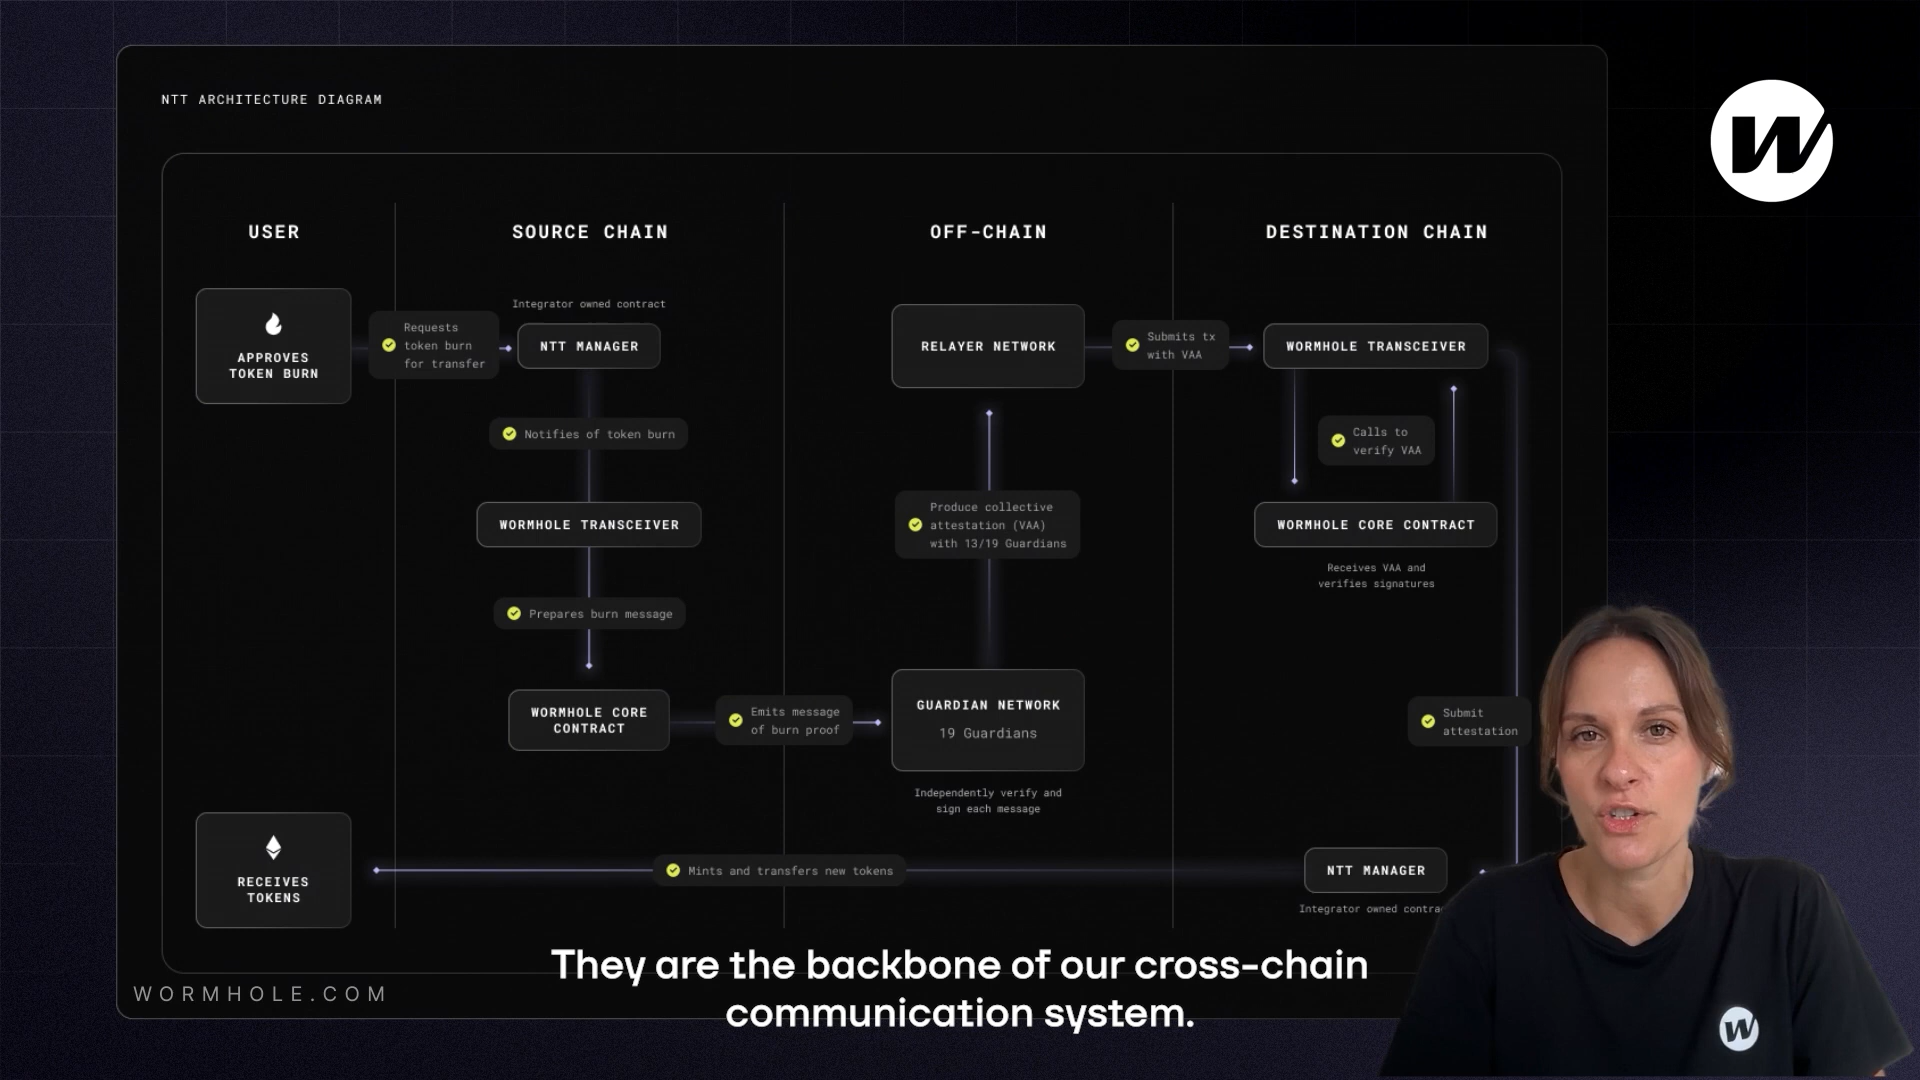 NTT ARCHITECTURE DIAGRAM
USER
SOURCE CHAIN
OFF-CHAIN
DESTINATION CHAIN
APPROVES
TOKEN BURN
Requests
token burn
for transfer
Integrator owned contract
NTT MANAGER
Notifies of token burn
WORMHOLE TRANSCEIVER
Prepares burn message
WORMHOLE CORE
CONTRACT
Emits message
of burn proof
RELAYER NETWORK
Produce collective
attestation (VAA)
with 13/19 Guardians
GUARDIAN NETWORK
19 Guardians
Independently verify and
sign each message
Submits tx
with VAA
WORMHOLE TRANSCEIVER
Calls to
verify VAA
WORMHOLE CORE CONTRACT
Receives VAA and
verifies signatures
Submit
attestation
NTT MANAGER
Integrator owned
Mints and transfers new tokens
RECEIVES
TOKENS
They are the backbone of our cross-chain
communication system.
WORMHOLE.COM
W
W